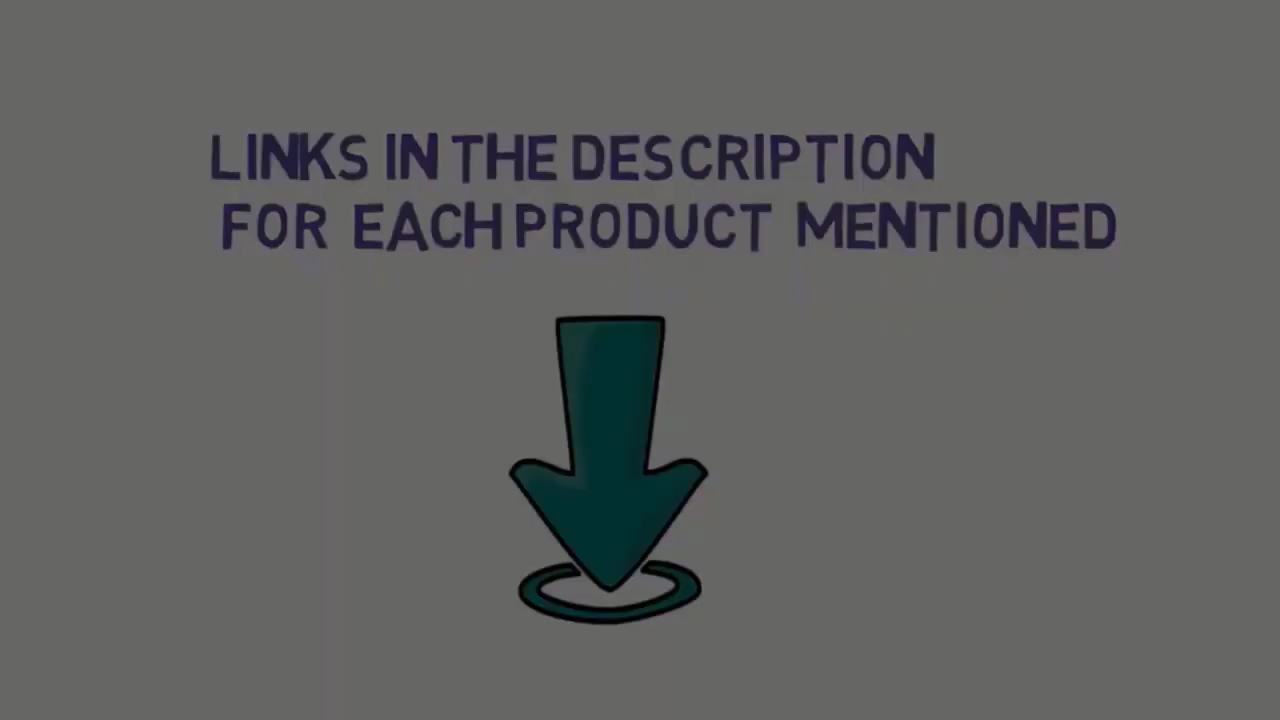 LINKS IN THE DESCRIPTION
FOR EACH PRODUCT MENTIONED